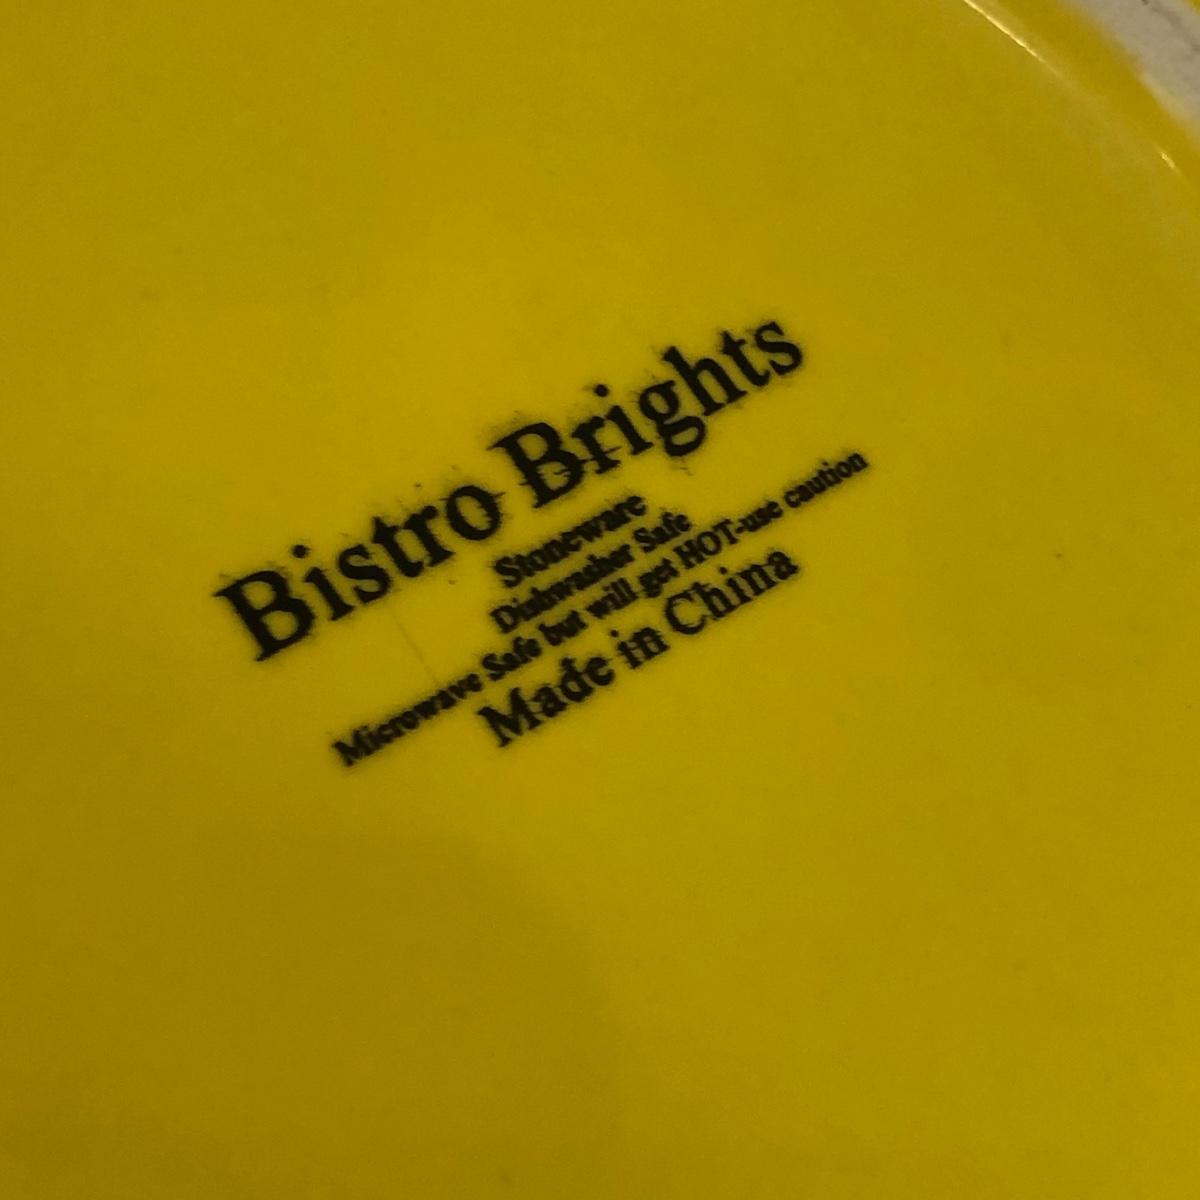 Bistro Brights
Stoneware
Dishwasher Safe
Microwave Safe but will get HOT-use caution
Made in China